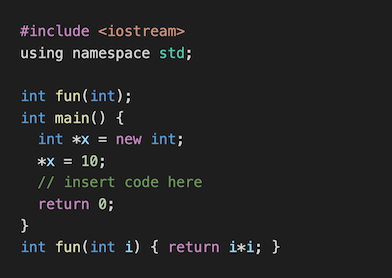 #include <iostream>
using namespace std;
int fun(int);
int main() {
int *x = new int;
*x = 10;
// insert code here
return 0;
}
int fun(int i) { return i*i; }